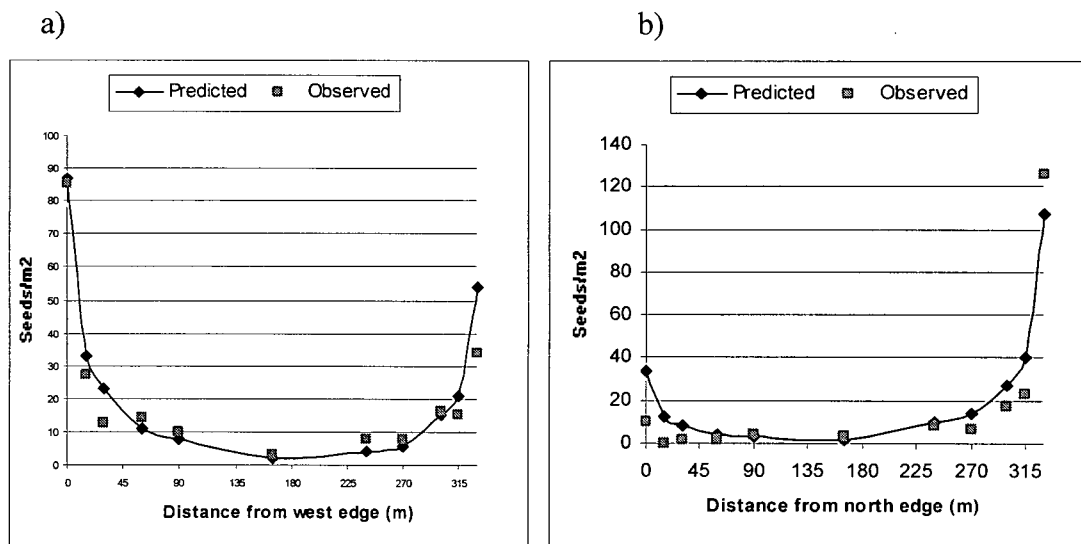 a)
Predicted Observed
100
90
80
70
60
50
40
30
20
10
0
Seeds/m2
0 45 90 135 180 225 270 315
Distance from west edge (m)
b)
Predicted Observed
140
120
100
80
60
40
20
0
Seeds/m2
0 45 90 135 180 225 270 315
Distance from north edge (m)